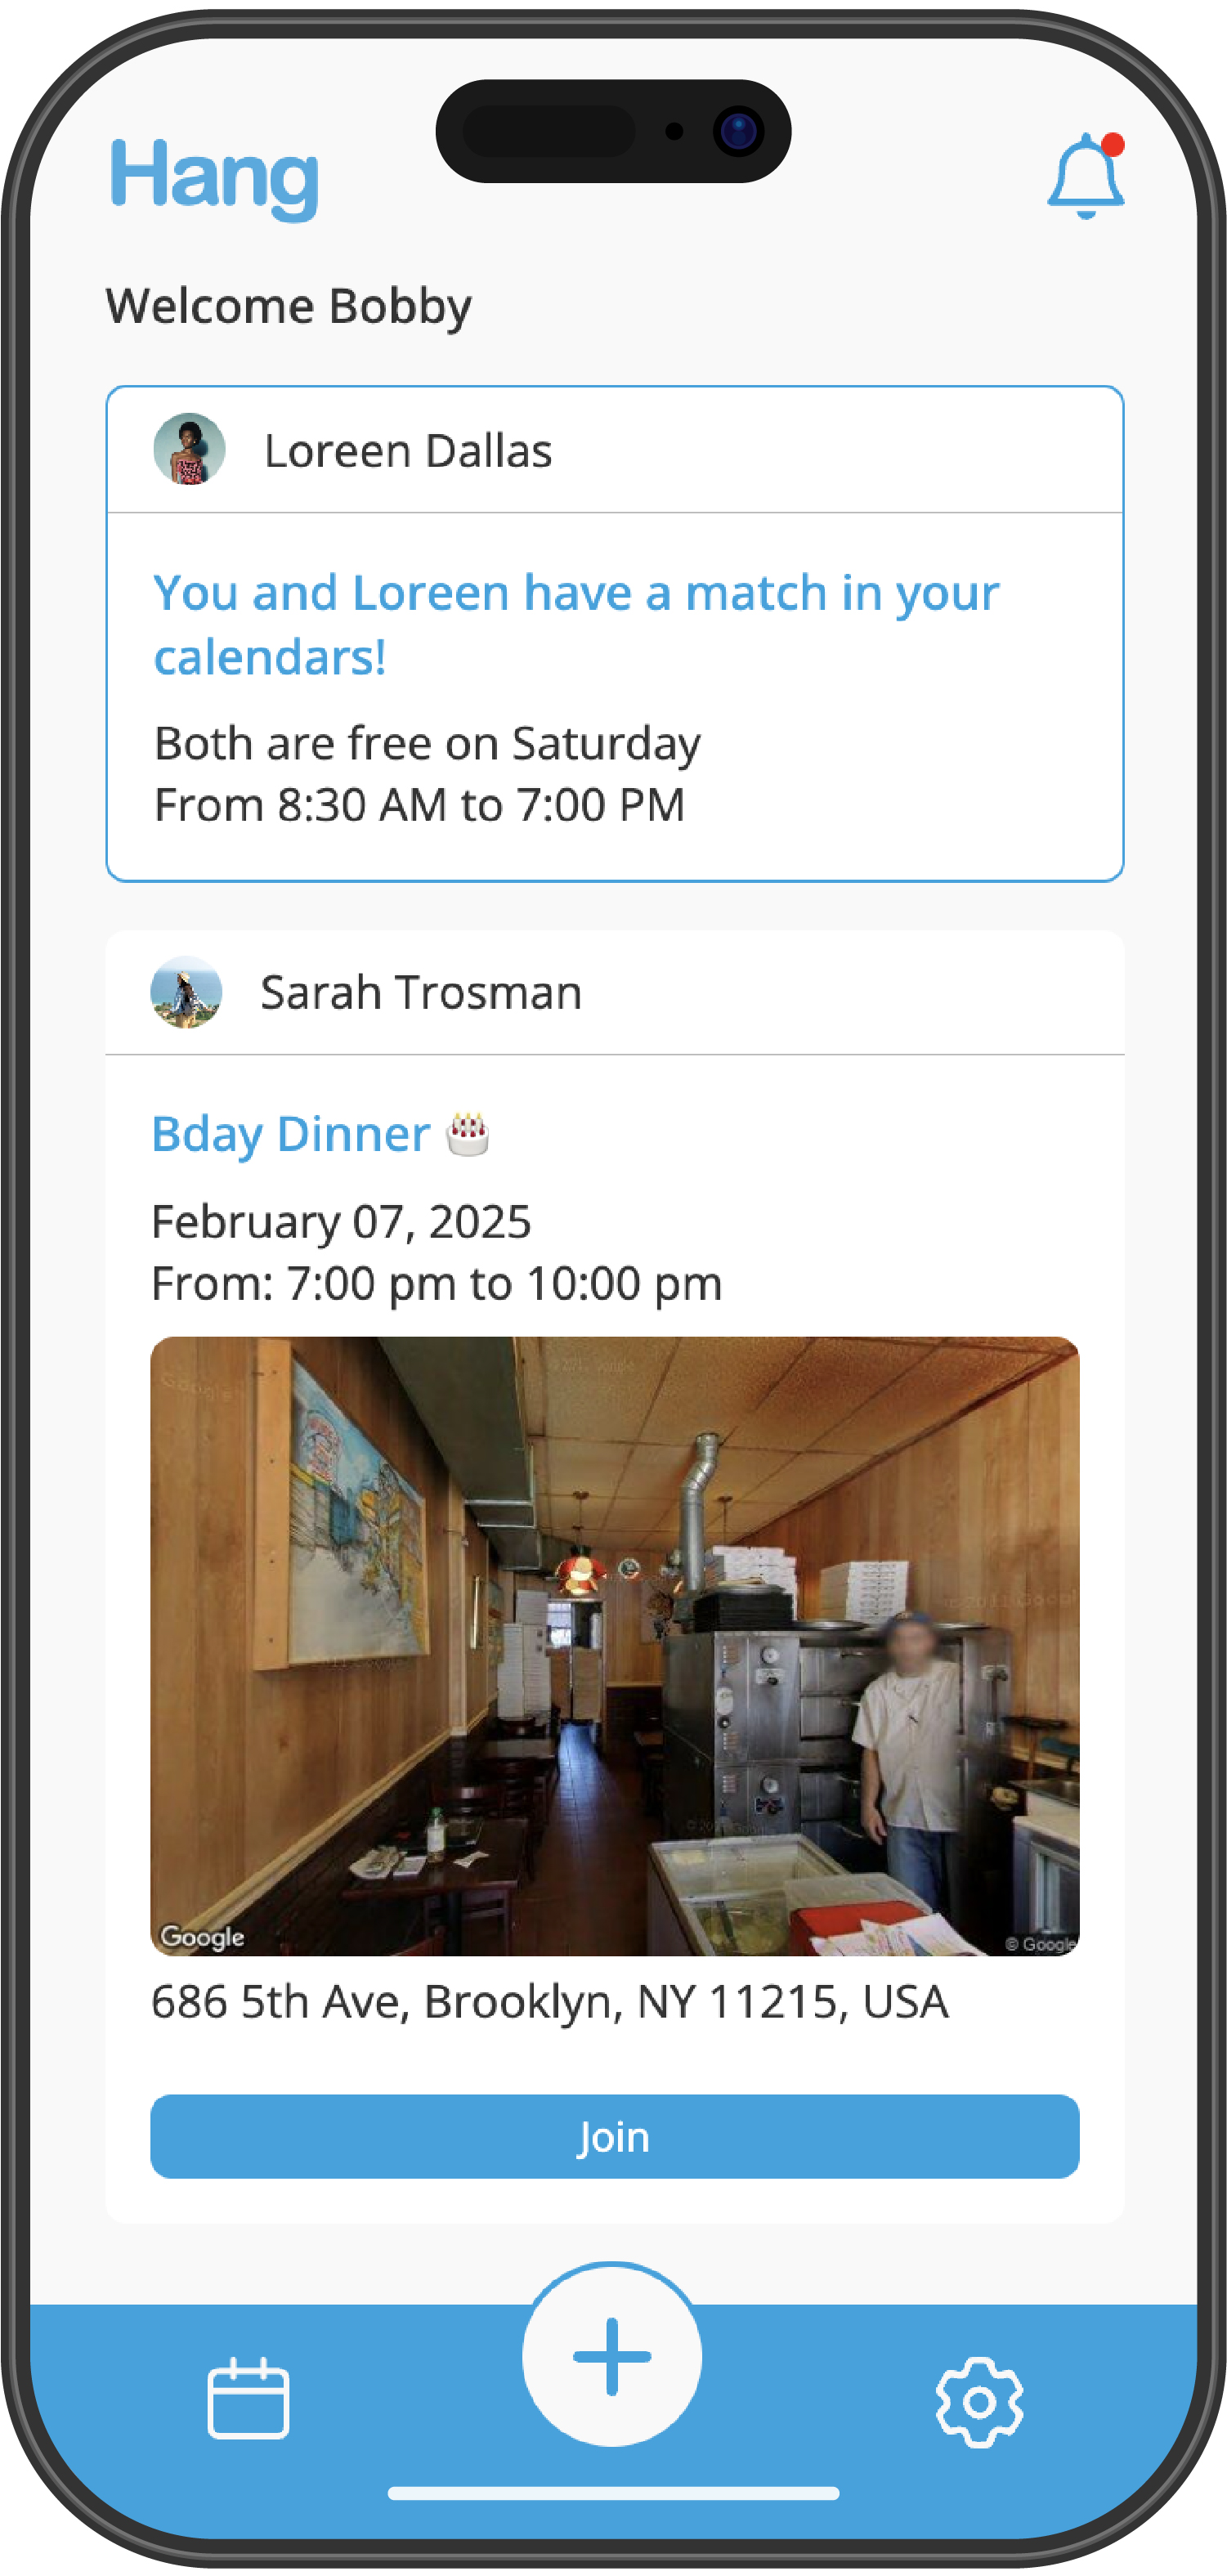 Hang
Welcome Bobby
Loreen Dallas
You and Loreen have a match in your
calendars!
Both are free on Saturday
From 8:30 AM to 7:00 PM
Sarah Trosman
Bday Dinner 🎂
February 07, 2025
From: 7:00 pm to 10:00 pm
Google
© Google
686 5th Ave, Brooklyn, NY 11215, USA
Join